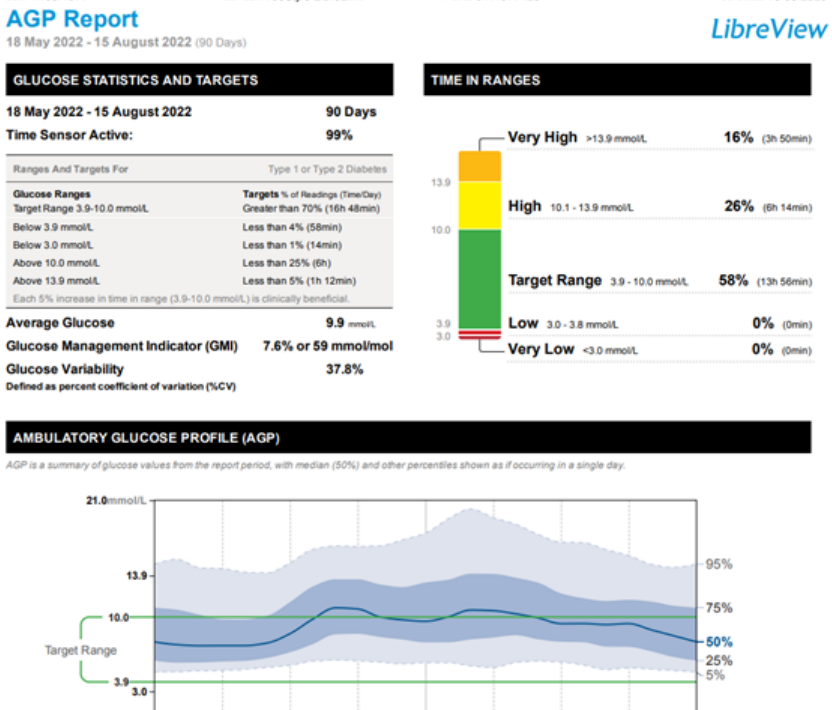 AGP Report
18 May 2022 - 15 August 2022 (90 Days)
LibreView
GLUCOSE STATISTICS AND TARGETS
18 May 2022 - 15 August 2022 90 Days
Time Sensor Active: 99%
Ranges And Targets For Type 1 or Type 2 Diabetes
Glucose Ranges Targets % of Readings (Time/Day)
Target Range 3.9-10.0 mmol/L Greater than 70% (16h 48min)
Below 3.9 mmol/L Less than 4% (58min)
Below 3.0 mmol/L Less than 1% (14min)
Above 10.0 mmol/L Less than 25% (6h)
Above 13.9 mmol/L Less than 5% (1h 12min)
Each 5% increase in time in range (3.9-10.0 mmol/L) is clinically beneficial.
Average Glucose 9.9 mmol/L
Glucose Management Indicator (GMI) 7.6% or 59 mmol/mol
Glucose Variability 37.8%
Defined as percent coefficient of variation (%CV)
TIME IN RANGES
Very High >13.9 mmol/L 16% (3h 50min)
13.9
High 10.1 - 13.9 mmol/L 26% (6h 14min)
10.0
Target Range 3.9 - 10.0 mmol/L 58% (13h 56min)
3.9
Low 3.0 - 3.8 mmol/L 0% (0min)
3.0
Very Low <3.0 mmol/L 0% (0min)
AMBULATORY GLUCOSE PROFILE (AGP)
AGP is a summary of glucose values from the report period, with median (50%) and other percentiles shown as if occurring in a single day.
21.0 mmol/L
95%
13.9
75%
10.0
50%
Target Range
25%
5%
3.9
3.0